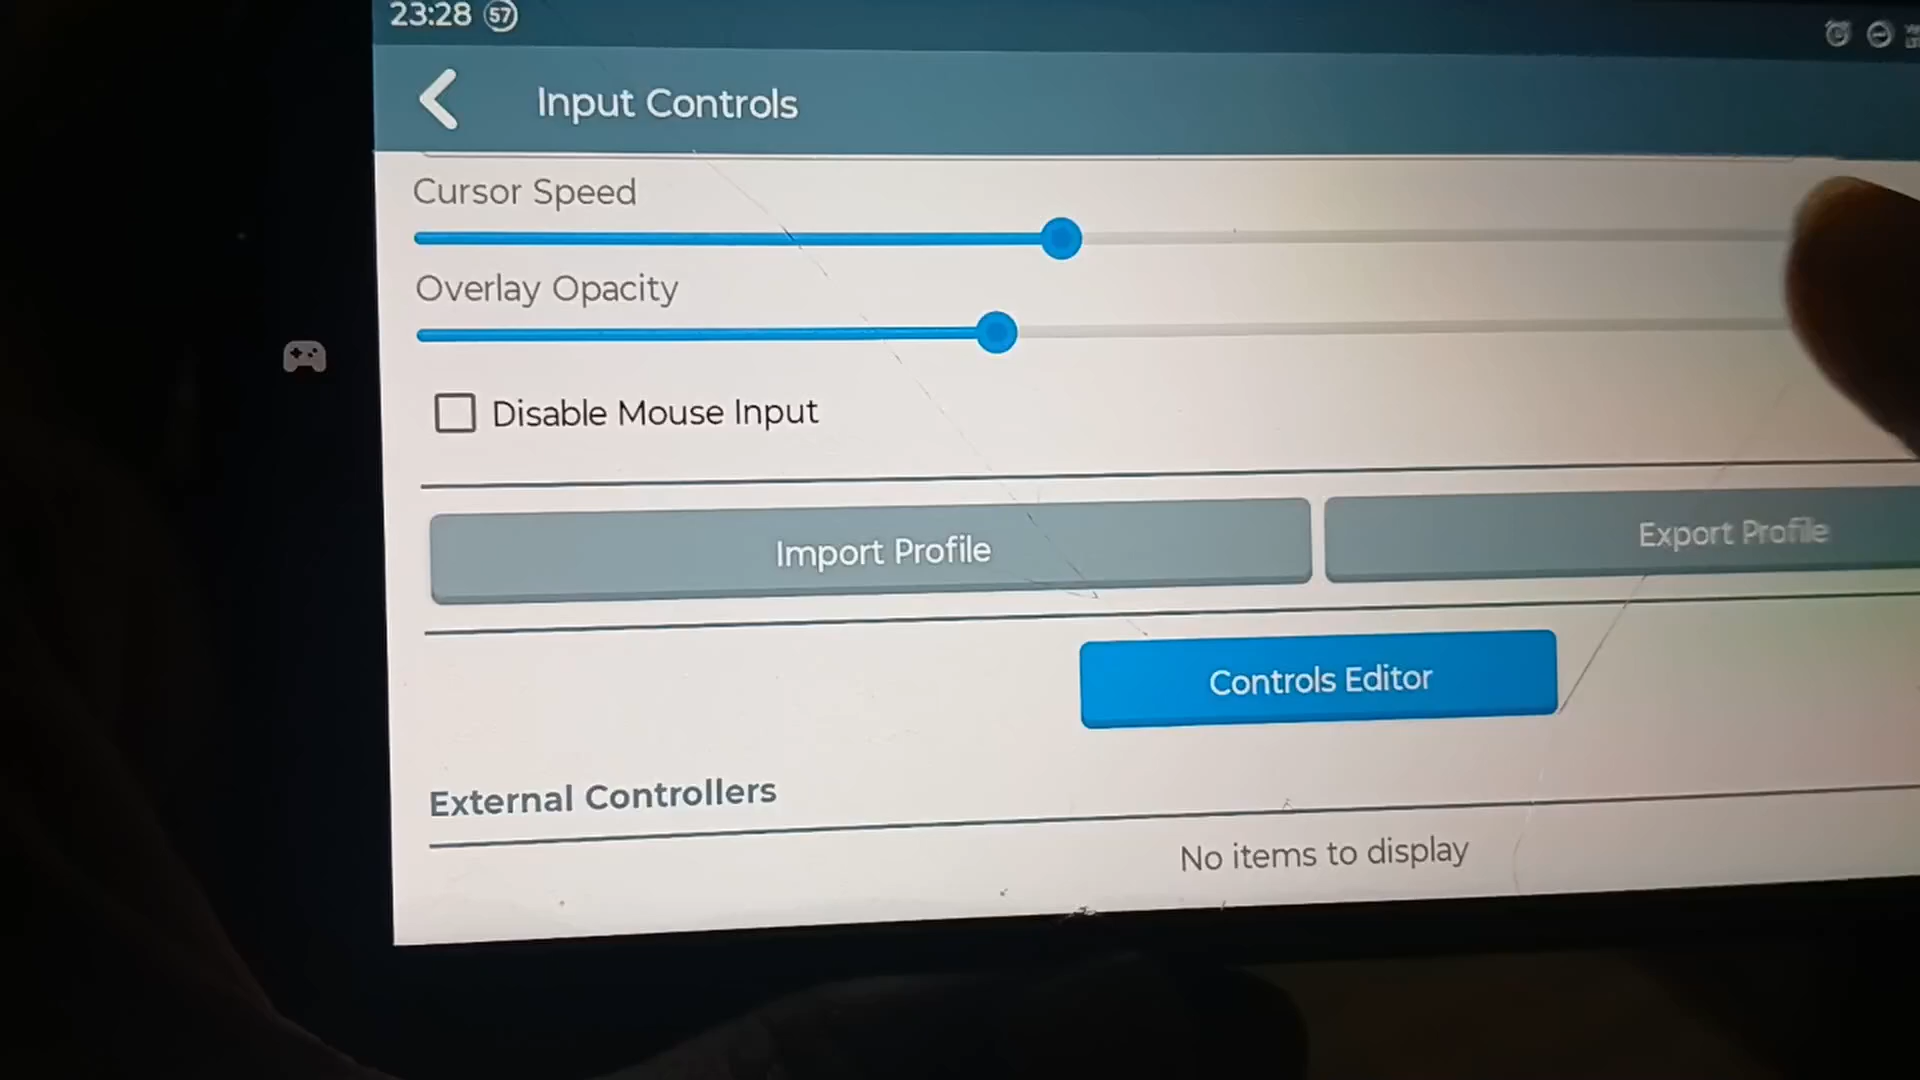 23:28 57
Input Controls
Cursor Speed
Overlay Opacity
Disable Mouse Input
Import Profile
Export Profile
Controls Editor
External Controllers
No items to display